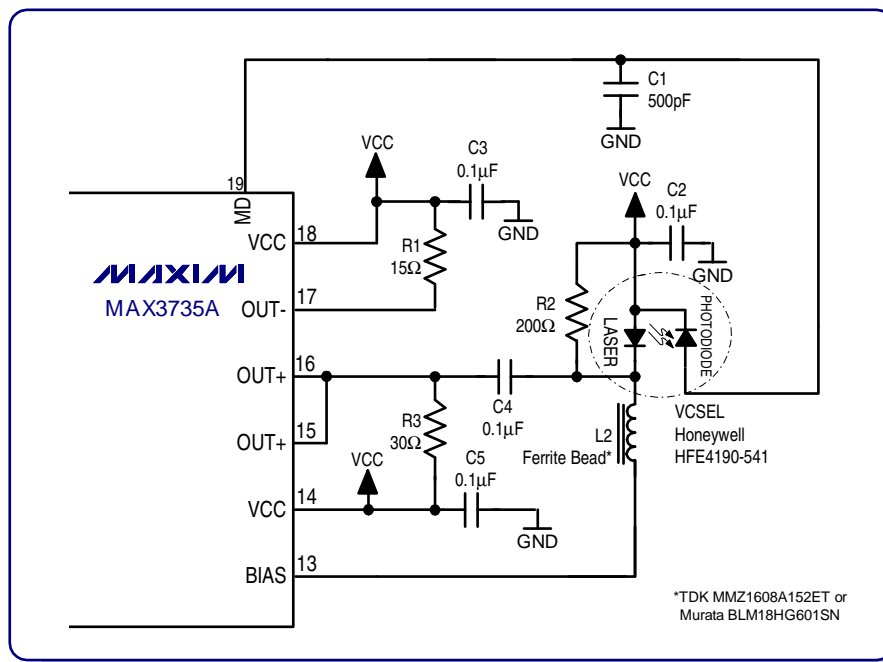 C1
500pF
GND
VCC
C3
0.1μF
19
MD
VCC
C2
0.1μF
18
VCC
GND
R1
15Ω
GND
MAXIM
MAX3735A
17
OUT-
R2
200Ω
LASER
PHOTODIODE
16
OUT+
C4
0.1μF
R3
30Ω
15
OUT+
L2
Ferrite Bead*
VCSEL
Honeywell
HFE4190-541
VCC
C5
0.1μF
14
VCC
GND
13
BIAS
*TDK MMZ1608A152ET or
Murata BLM18HG601SN